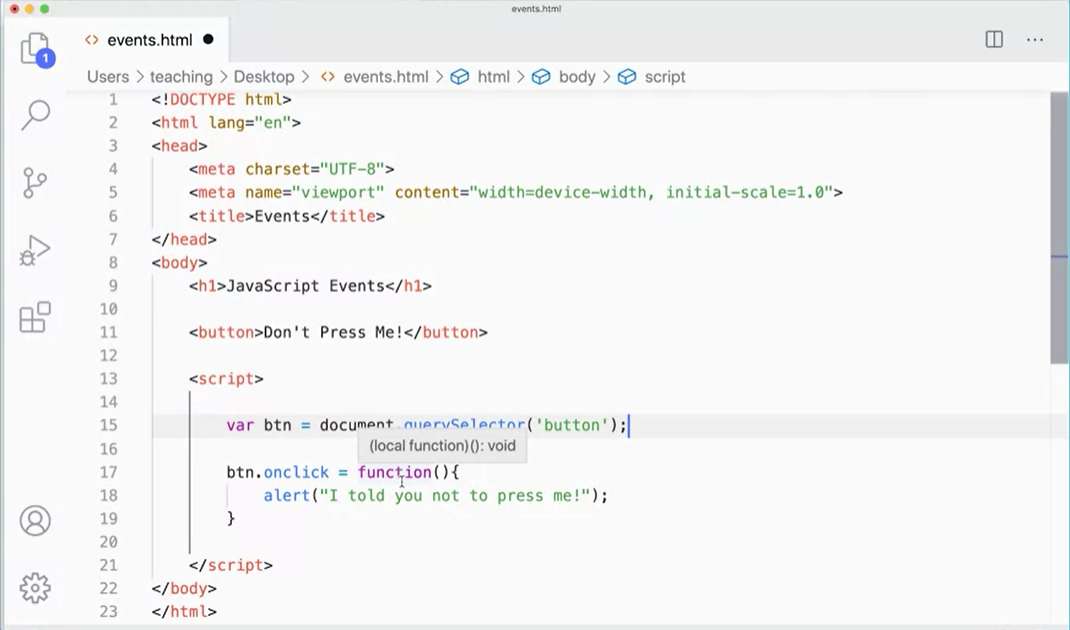 events.html
1
events.html
Users > teaching > Desktop > <> events.html > html > body > script
1 <!DOCTYPE html>
2 <html lang="en">
3 <head>
4     <meta charset="UTF-8">
5     <meta name="viewport" content="width=device-width, initial-scale=1.0">
6     <title>Events</title>
7 </head>
8 <body>
9     <h1>JavaScript Events</h1>
10
11     <button>Don't Press Me!</button>
12
13     <script>
14
15         var btn = document.querySelector('button');
(local function)(): void
16
17         btn.onclick = function(){
18             alert("I told you not to press me!");
19         }
20
21     </script>
22 </body>
23 </html>